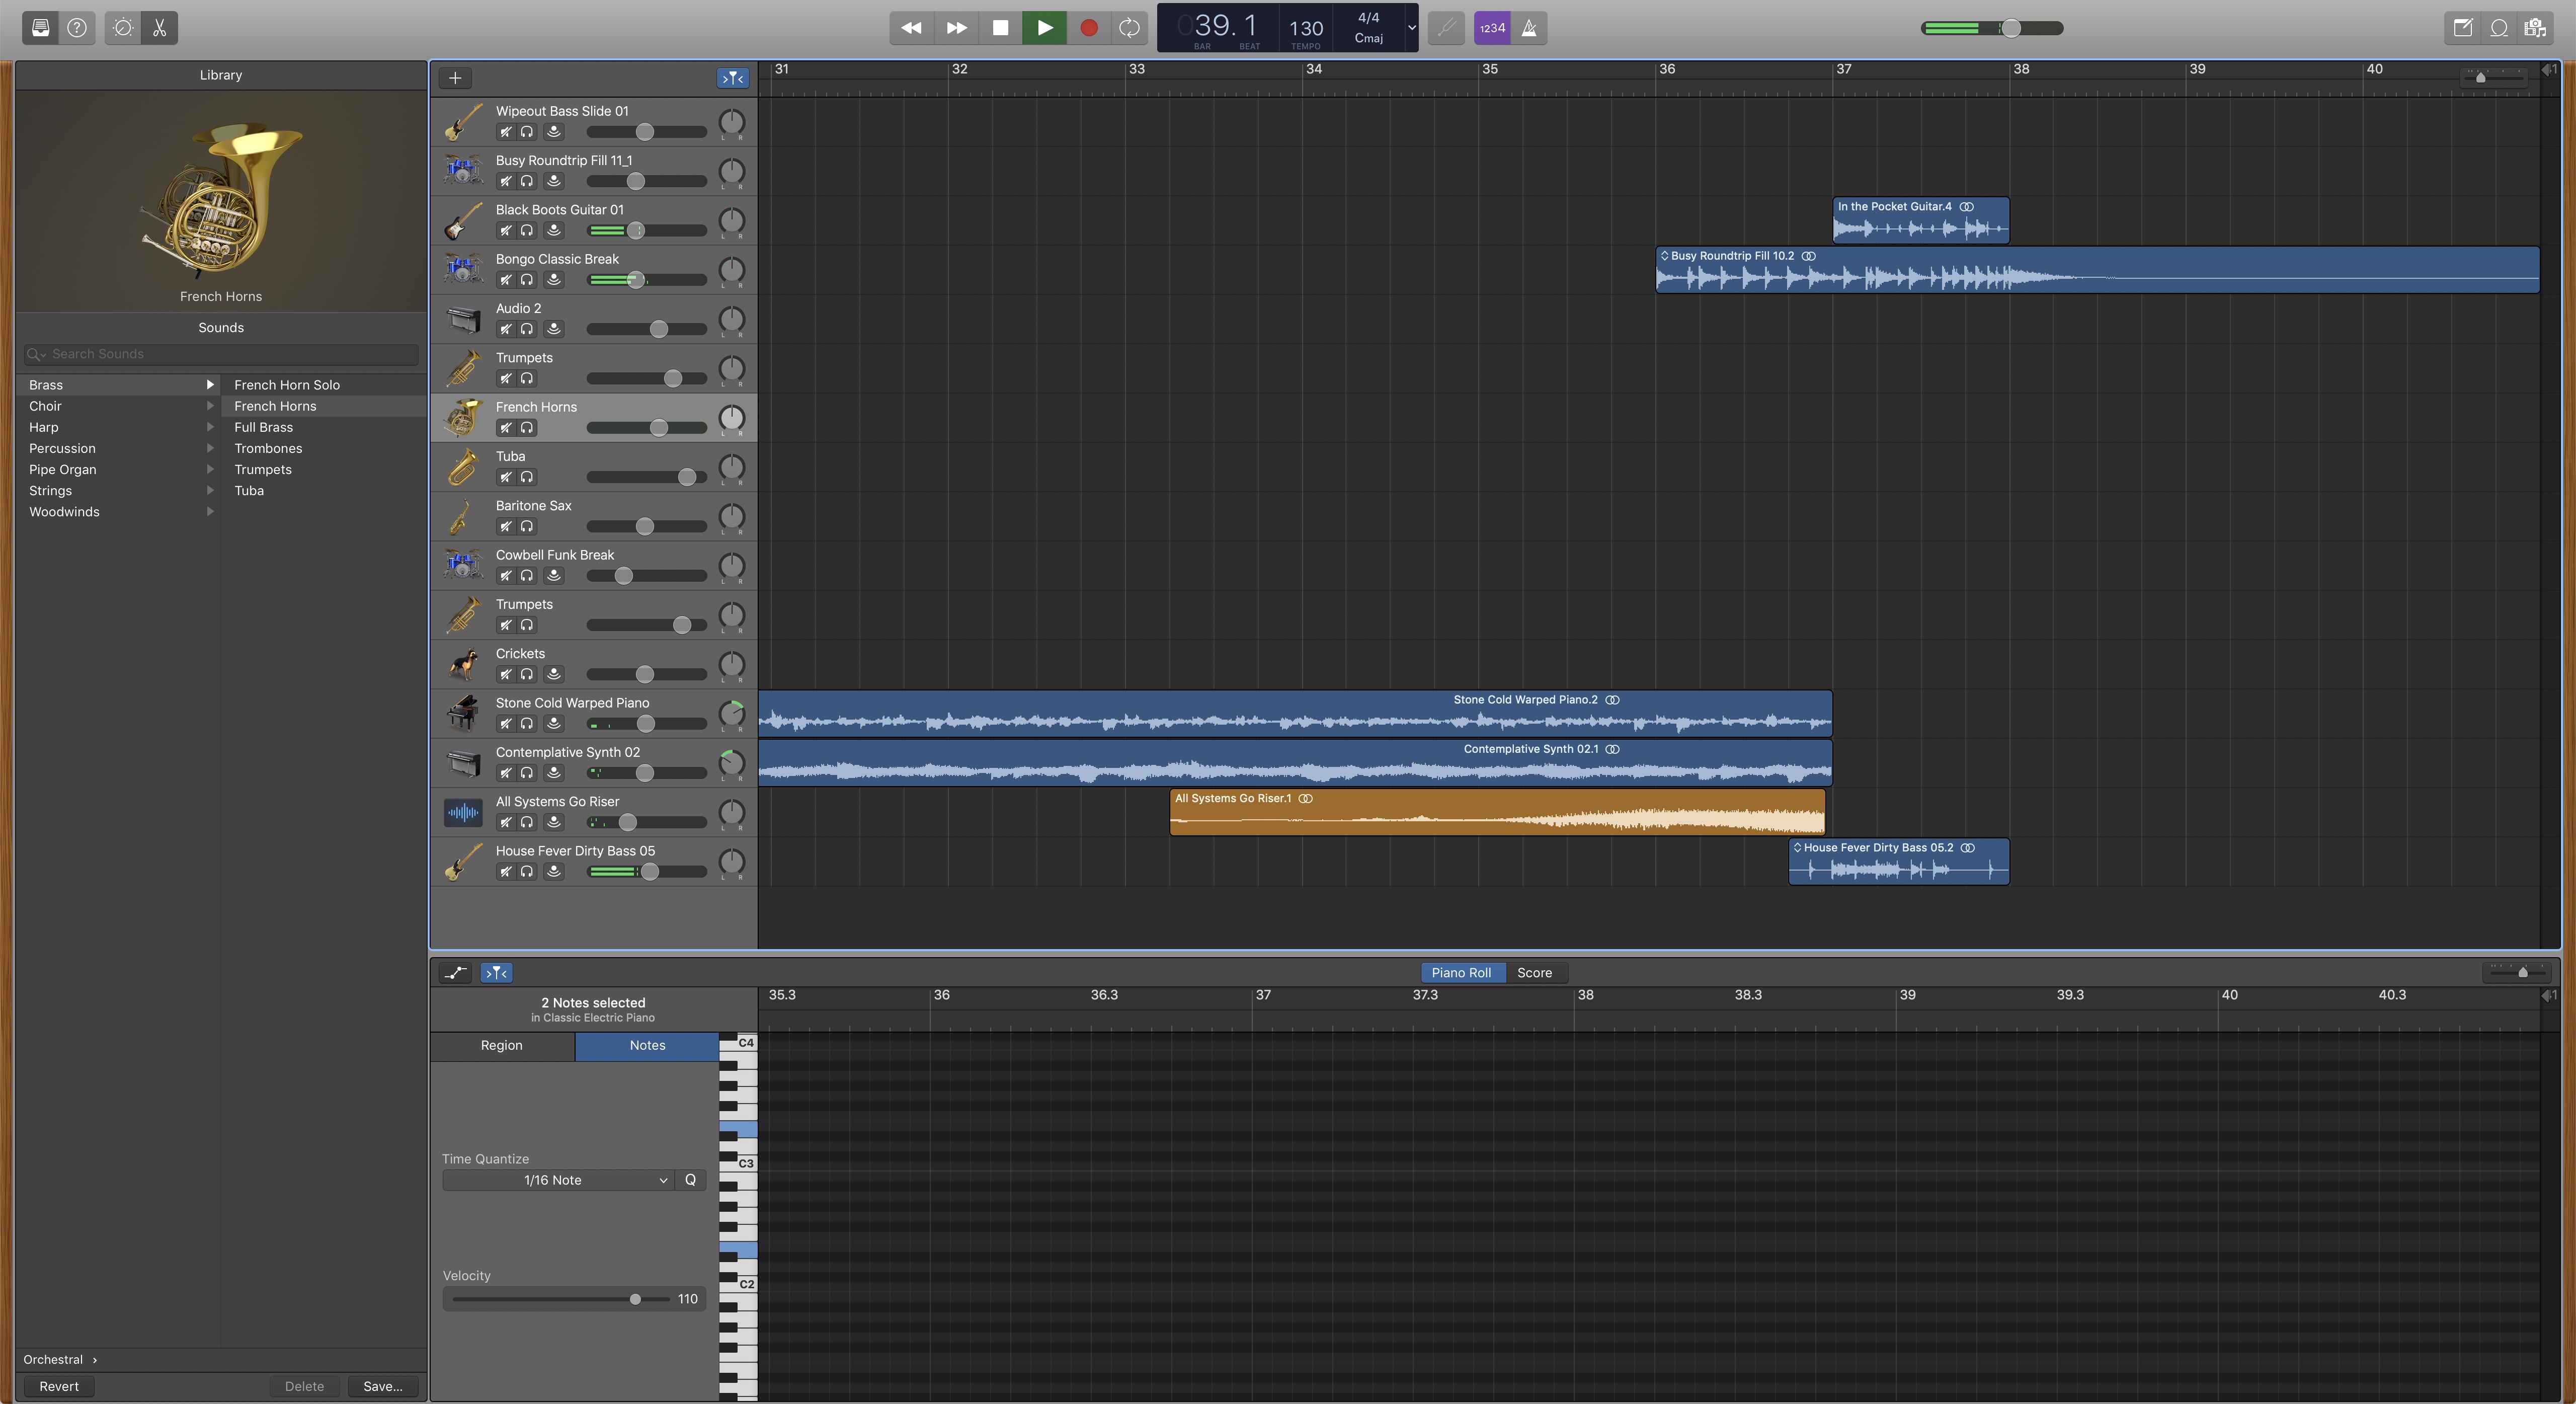 039.1
BAR BEAT
130
TEMPO
4/4
Cmaj
1234
Library
French Horns
Sounds
Search Sounds
Brass
Choir
Harp
Percussion
Pipe Organ
Strings
Woodwinds
French Horn Solo
French Horns
Full Brass
Trombones
Trumpets
Tuba
Orchestral
Revert
Delete
Save...
31 32 33 34 35 36 37 38 39 40 41
Wipeout Bass Slide 01
L R
Busy Roundtrip Fill 11_1
L R
Black Boots Guitar 01
L R
In the Pocket Guitar.4
Bongo Classic Break
L R
Busy Roundtrip Fill 10.2
Audio 2
L R
Trumpets
L R
French Horns
L R
Tuba
L R
Baritone Sax
L R
Cowbell Funk Break
L R
Trumpets
L R
Crickets
L R
Stone Cold Warped Piano
L R
Stone Cold Warped Piano.2
Contemplative Synth 02
L R
Contemplative Synth 02.1
All Systems Go Riser
L R
All Systems Go Riser.1
House Fever Dirty Bass 05
L R
House Fever Dirty Bass 05.2
Piano Roll
Score
35.3 36 36.3 37 37.3 38 38.3 39 39.3 40 40.3 41
2 Notes selected
in Classic Electric Piano
Region
Notes
Time Quantize
1/16 Note
Q
Velocity
110
C4
C3
C2